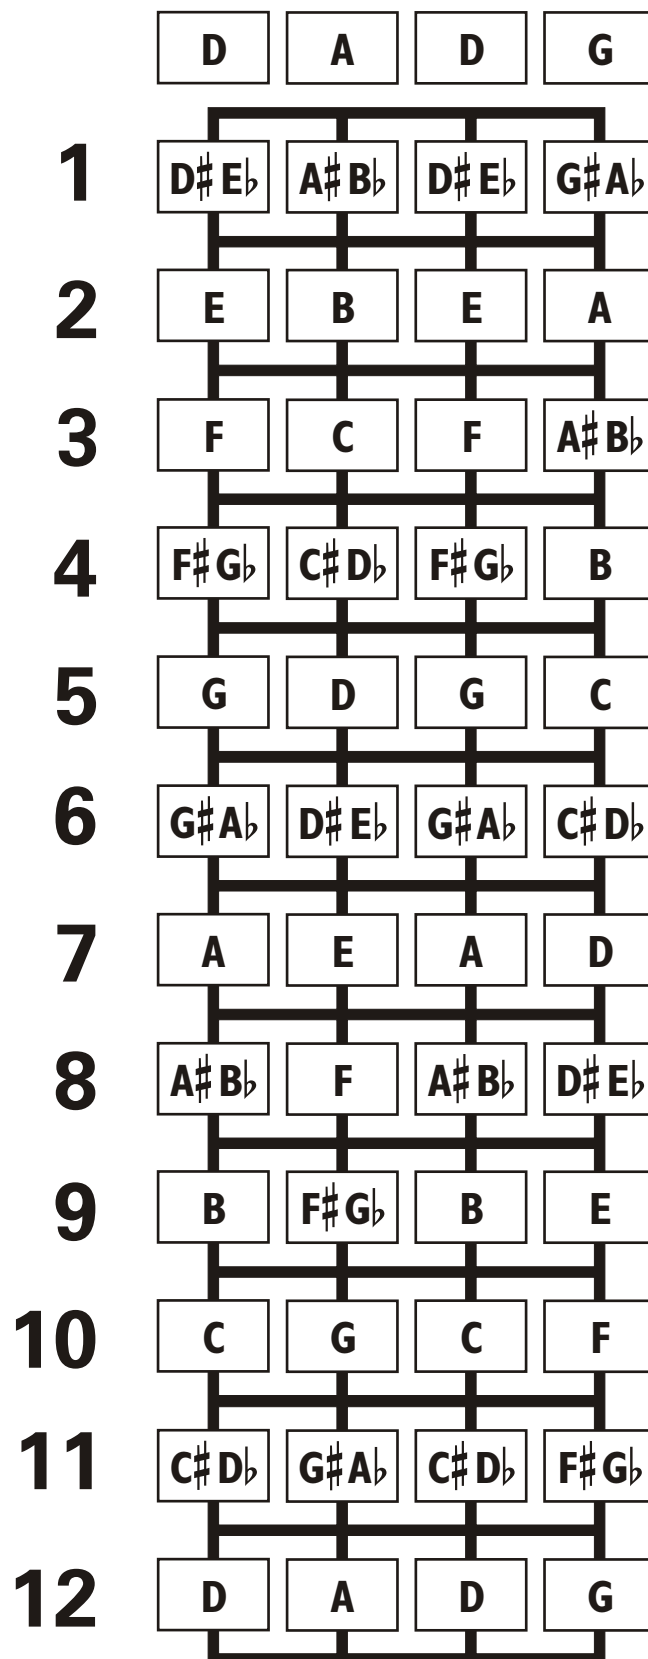 D A D G
1 D♯E♭ A♯B♭ D♯E♭ G♯A♭
2 E B E A
3 F C F A♯B♭
4 F♯G♭ C♯D♭ F♯G♭ B
5 G D G C
6 G♯A♭ D♯E♭ G♯A♭ C♯D♭
7 A E A D
8 A♯B♭ F A♯B♭ D♯E♭
9 B F♯G♭ B E
10 C G C F
11 C♯D♭ G♯A♭ C♯D♭ F♯G♭
12 D A D G